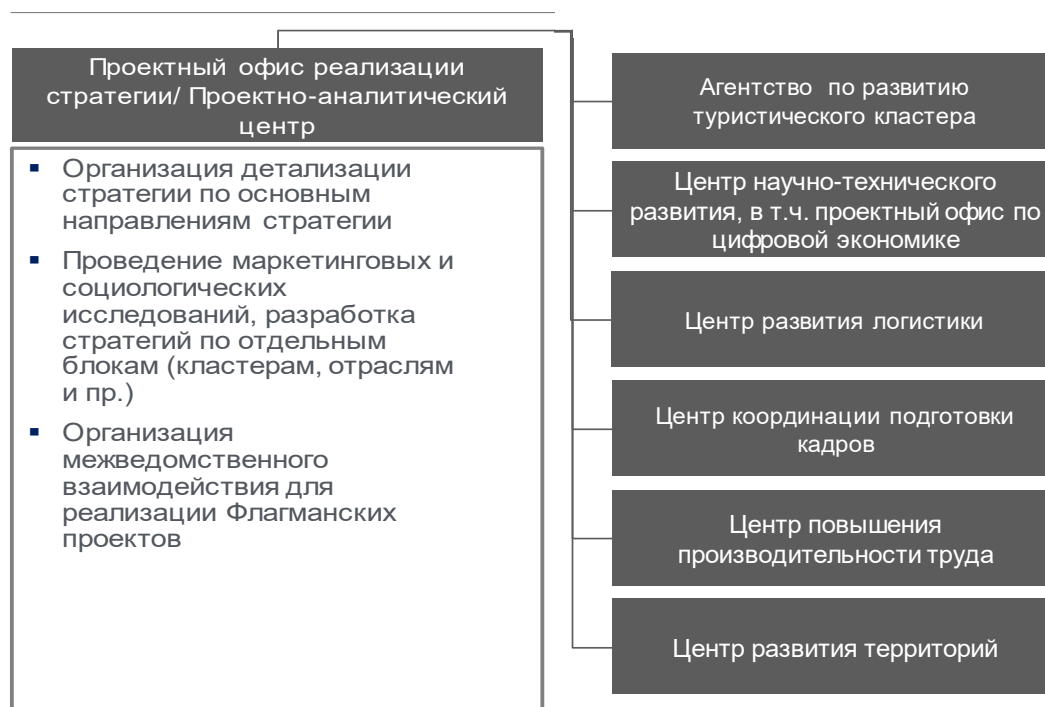 Проектный офис реализации
стратегии/ Проектно-аналитический
центр
▪ Организация детализации
стратегии по основным
направлениям стратегии
▪ Проведение маркетинговых и
социологических
исследований, разработка
стратегий по отдельным
блокам (кластерам, отраслям
и пр.)
▪ Организация
межведомственного
взаимодействия для
реализации Флагманских
проектов
Агентство по развитию
туристического кластера
Центр научно-технического
развития, в т.ч. проектный офис по
цифровой экономике
Центр развития логистики
Центр координации подготовки
кадров
Центр повышения
производительности труда
Центр развития территорий